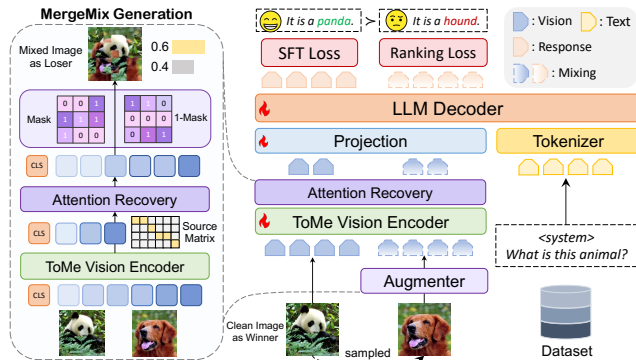 MergeMix Generation
Mixed Image
as Loser
0.6
0.4
Mask
0 0 1
1 1 1
1 0 0
1 1 0
0 0 0
0 1 1
1-Mask
CLS
Attention Recovery
CLS
Source
Matrix
ToMe Vision Encoder
CLS
It is a panda.
≻
It is a hound.
SFT Loss
Ranking Loss
: Vision
: Text
: Response
: Mixing
LLM Decoder
Projection
Tokenizer
Attention Recovery
ToMe Vision Encoder
Augmenter
<system>
What is this animal?
Clean Image
as Winner
sampled
Dataset